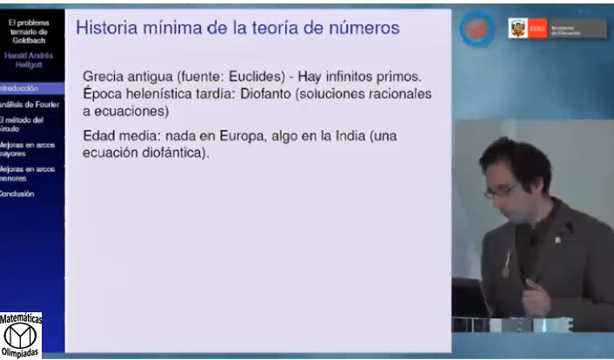 El problema
ternario de
Goldbach
Harald Andrés
Helfgott
ntroducción
Análisis de Fourier
El método del
círculo
Mejoras en arcos
mayores
Mejoras en arcos
menores
Conclusión
Historia mínima de la teoría de números
Grecia antigua (fuente: Euclides) - Hay infinitos primos.
Época helenística tardía: Diofanto (soluciones racionales
a ecuaciones)
Edad media: nada en Europa, algo en la India (una
ecuación diofántica).
PERÚ
Ministerio
de Educación
Matemáticas
Olimpiadas